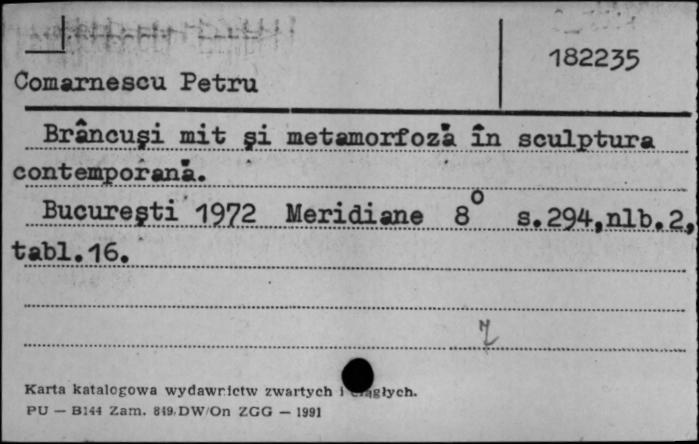 182235
Comarnescu Petru
Brâncuşi mit şi metamorfoză în sculptura
contemporană.
Bucureşti 1972 Meridiane 8° s.294,nlb.2,
tabl.16.
Karta katalogowa wydawnictw zwartych i ciągłych.
PU — B144 Zam. 849/DW/On ZGG — 1991